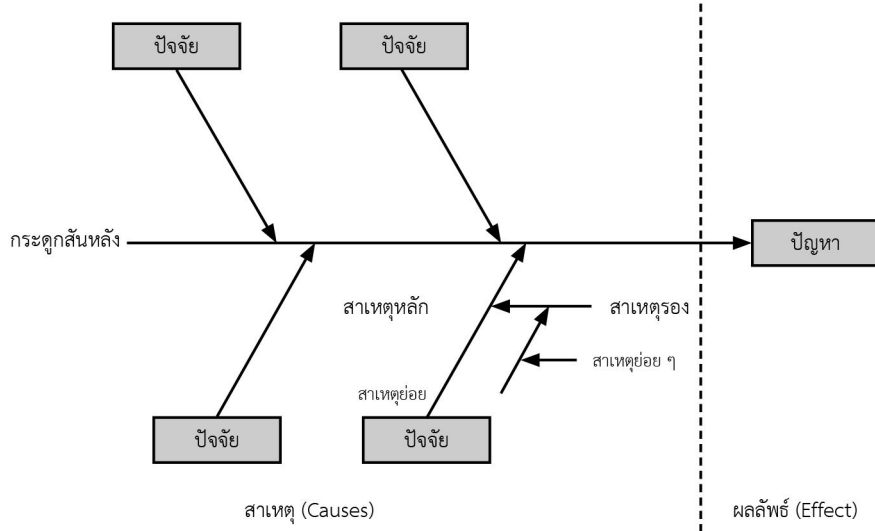 ปัจจัย
ปัจจัย
กระดูกสันหลัง
ปัญหา
สาเหตุหลัก
สาเหตุรอง
สาเหตุย่อย ๆ
สาเหตุย่อย
ปัจจัย
ปัจจัย
สาเหตุ (Causes)
ผลลัพธ์ (Effect)